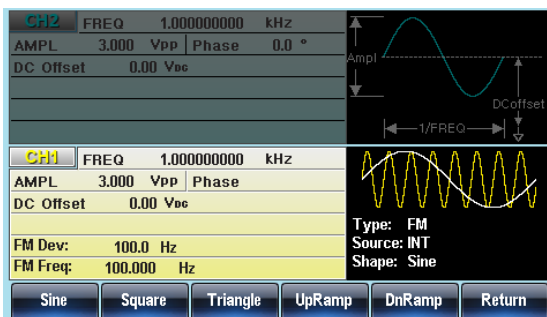 CH2 FREQ 1.000000000 kHz
AMPL 3.000 Vpp Phase 0.0 °
DC Offset 0.00 VDC
Ampl
DCoffset
1/FREQ
CH1 FREQ 1.000000000 kHz
AMPL 3.000 Vpp Phase
DC Offset 0.00 VDC
FM Dev: 100.0 Hz
FM Freq: 100.000 Hz
Type: FM
Source: INT
Shape: Sine
Sine Square Triangle UpRamp DnRamp Return